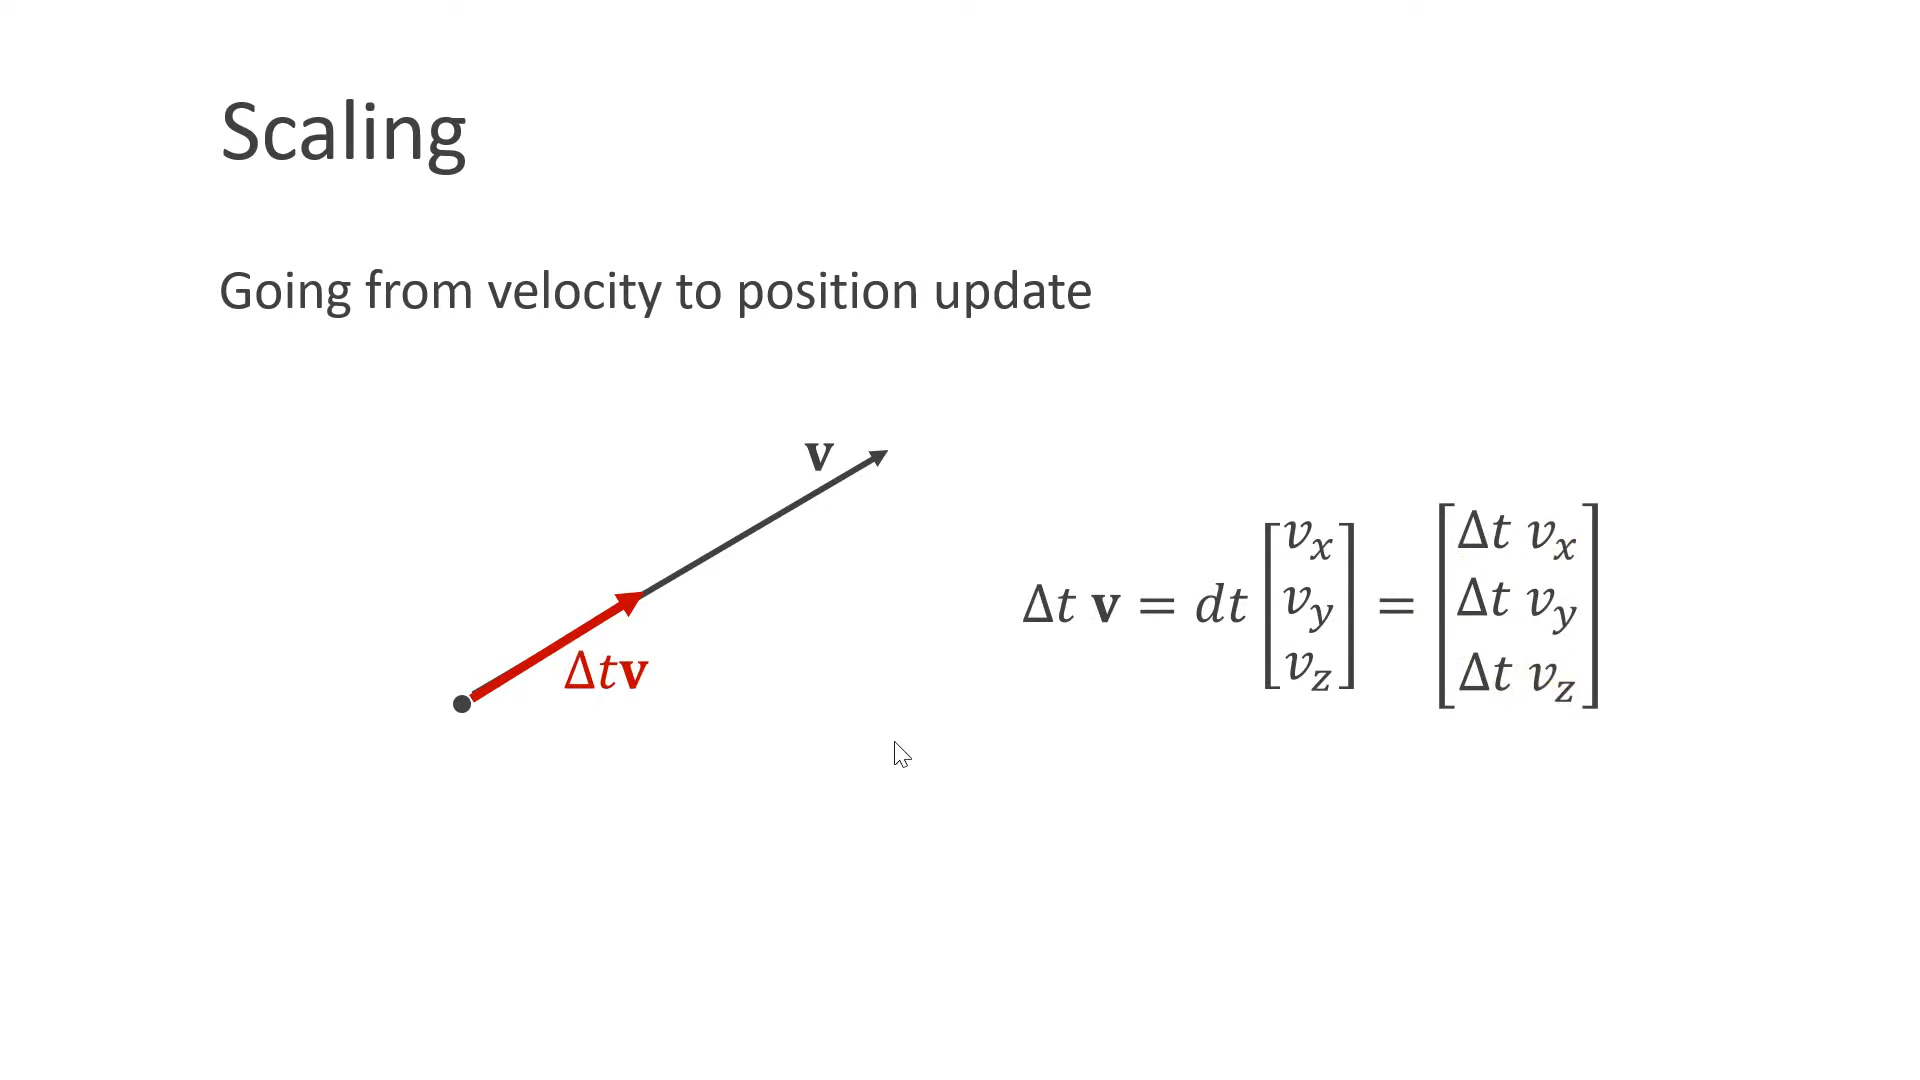 Scaling
Going from velocity to position update
v
Δtv
Δt v = dt [v_x v_y v_z] = [Δt v_x Δt v_y Δt v_z]